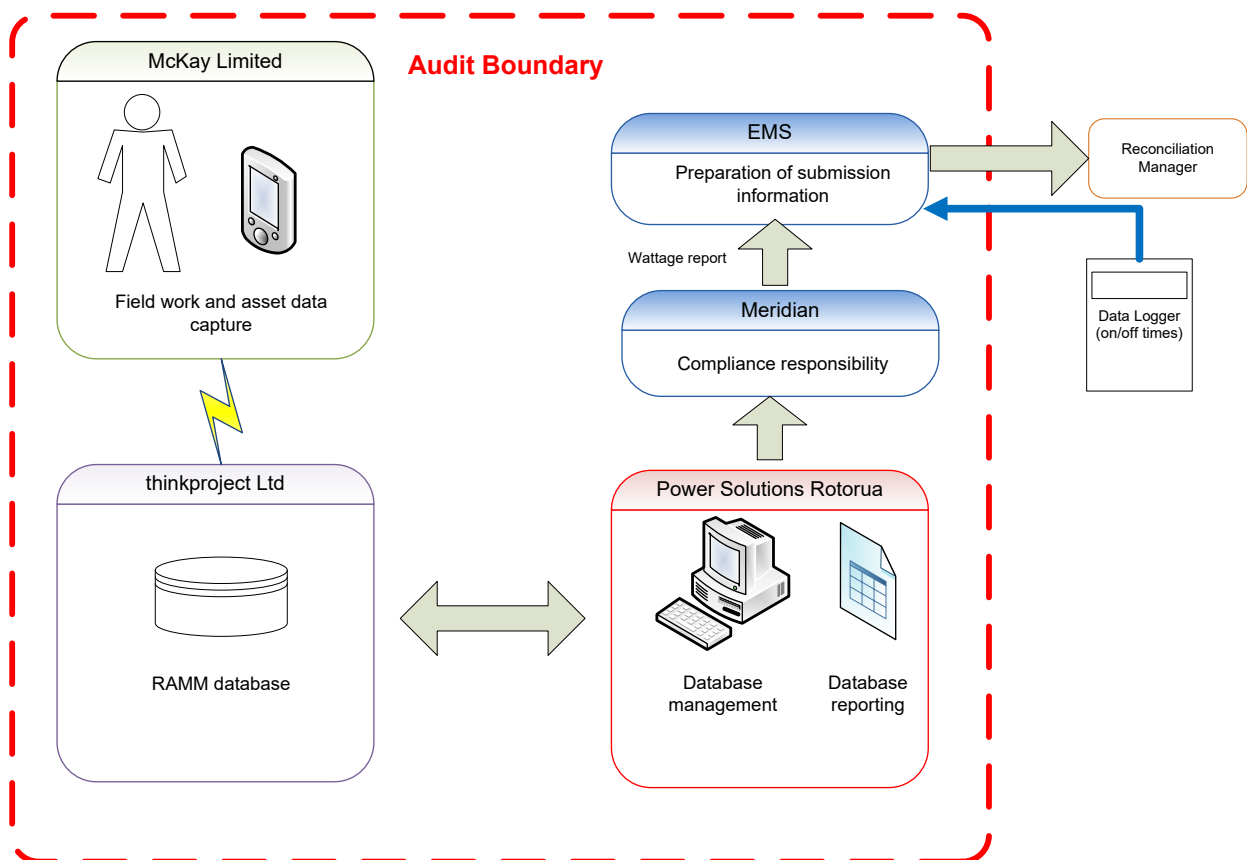 McKay Limited
Audit Boundary
Field work and asset data
capture
EMS
Preparation of submission
information
Reconciliation
Manager
Wattage report
Data Logger
(on/off times)
Meridian
Compliance responsibility
thinkproject Ltd
RAMM database
Power Solutions Rotorua
Database
management
Database
reporting